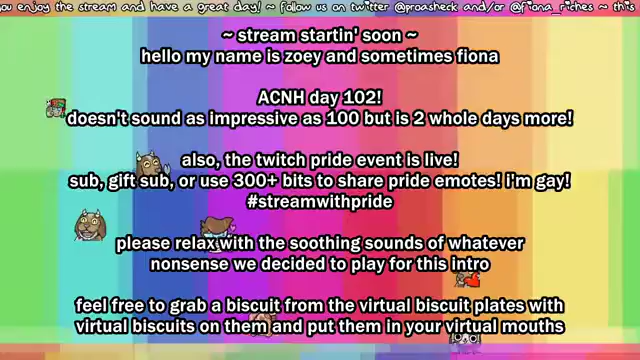 you enjoy the stream and have a great day! ~ follow us on twitter @proasheck and/or @fiona_riches ~ this
~ stream startin' soon ~
hello my name is zoey and sometimes fiona
ACNH day 102!
doesn't sound as impressive as 100 but is 2 whole days more!
also, the twitch pride event is live!
sub, gift sub, or use 300+ bits to share pride emotes! i'm gay!
#streamwithpride
please relax with the soothing sounds of whatever
nonsense we decided to play for this intro
feel free to grab a biscuit from the virtual biscuit plates with
virtual biscuits on them and put them in your virtual mouths